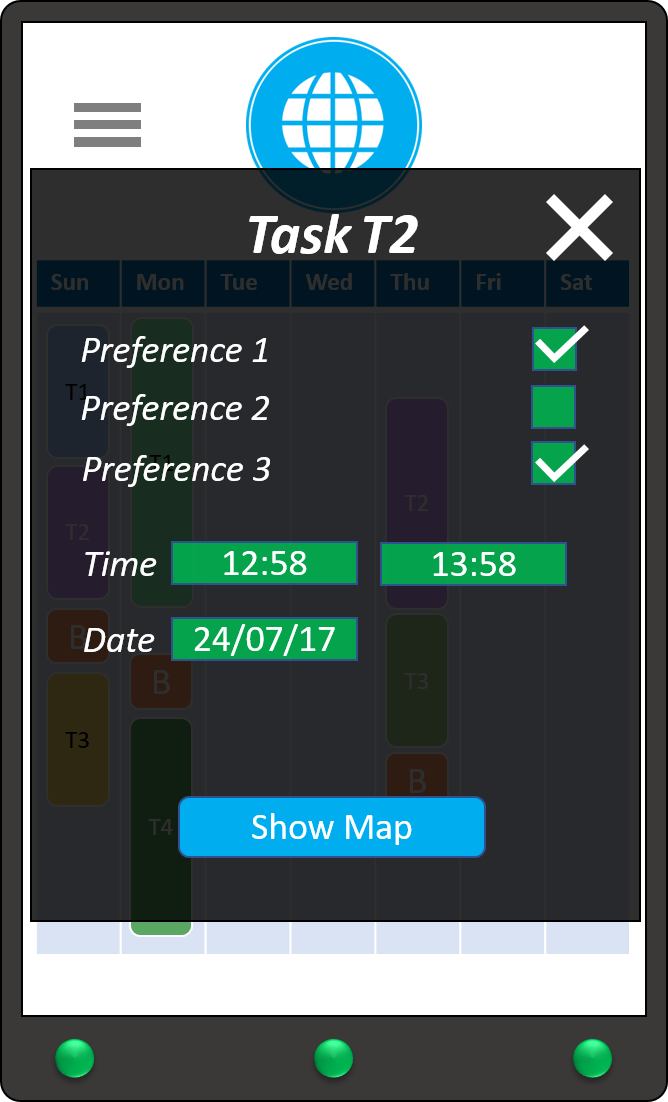 Task T2
Sun Mon Tue Wed Thu Fri Sat
Preference 1
T1
Preference 2
T1
Preference 3
T2
T2
Time 12:58 13:58
B
Date 24/07/17
B
T3
T3
B
T4
Show Map